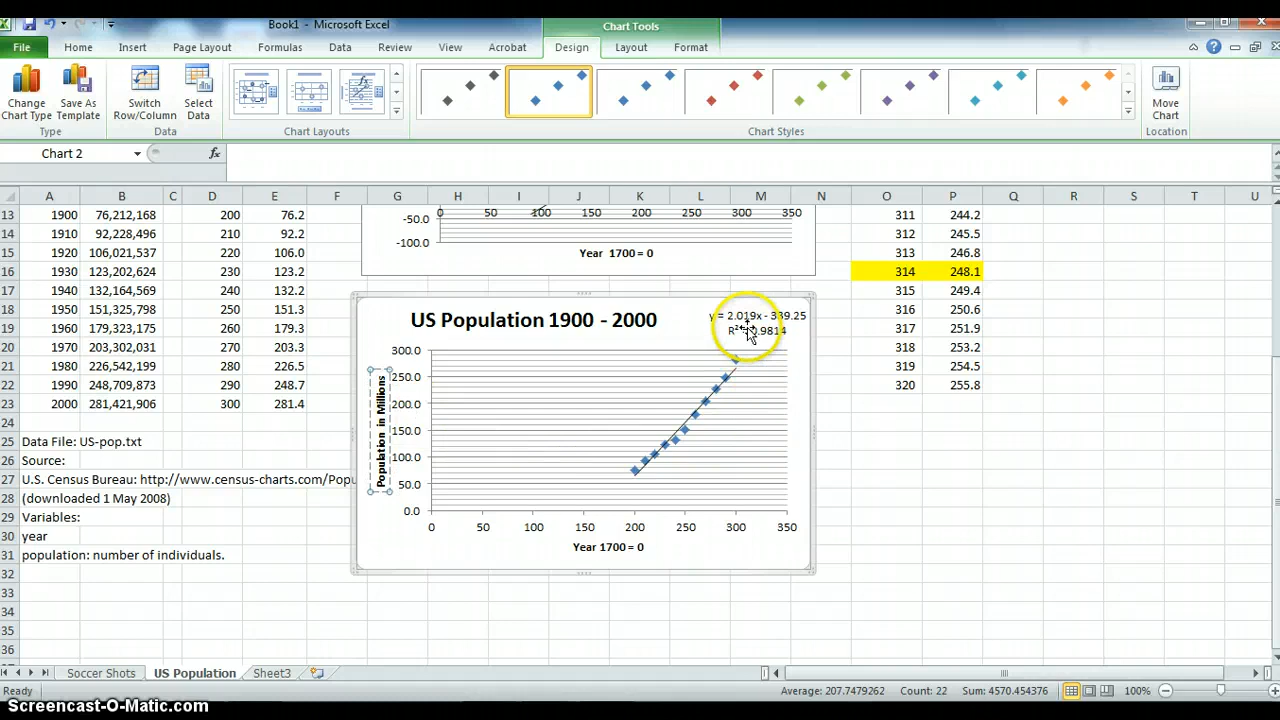 Book1 - Microsoft Excel
Chart Tools
File Home Insert Page Layout Formulas Data Review View Acrobat Design Layout Format
Change Chart Type
Save As Template
Switch Row/Column
Select Data
Move Chart
Type Data Chart Layouts Chart Styles Location
Chart 2 fx
A B C D E F G H I J K L M N O P Q R S T U
13 1900 76,212,168 200 76.2 311 244.2
14 1910 92,228,496 210 92.2 312 245.5
15 1920 106,021,537 220 106.0 313 246.8
16 1930 123,202,624 230 123.2 314 248.1
17 1940 132,164,569 240 132.2 315 249.4
18 1950 151,325,798 250 151.3 316 250.6
19 1960 179,323,175 260 179.3 317 251.9
20 1970 203,302,031 270 203.3 318 253.2
21 1980 226,542,199 280 226.5 319 254.5
22 1990 248,709,873 290 248.7 320 255.8
23 2000 281,421,906 300 281.4
24
25 Data File: US-pop.txt
26 Source:
27 U.S. Census Bureau: http://www.census-charts.com/Popu
28 (downloaded 1 May 2008)
29 Variables:
30 year
31 population: number of individuals.
32
33
34
35
36
0 50 100 150 200 250 300 350
-50.0
-100.0
Year 1700 = 0
US Population 1900 - 2000
y = 2.019x - 339.25
R² = 0.9814
Population in Millions
300.0
250.0
200.0
150.0
100.0
50.0
0.0
0 50 100 150 200 250 300 350
Year 1700 = 0
Soccer Shots US Population Sheet3
Ready Average: 207.7479262 Count: 22 Sum: 4570.454376 100%
Screencast-O-Matic.com